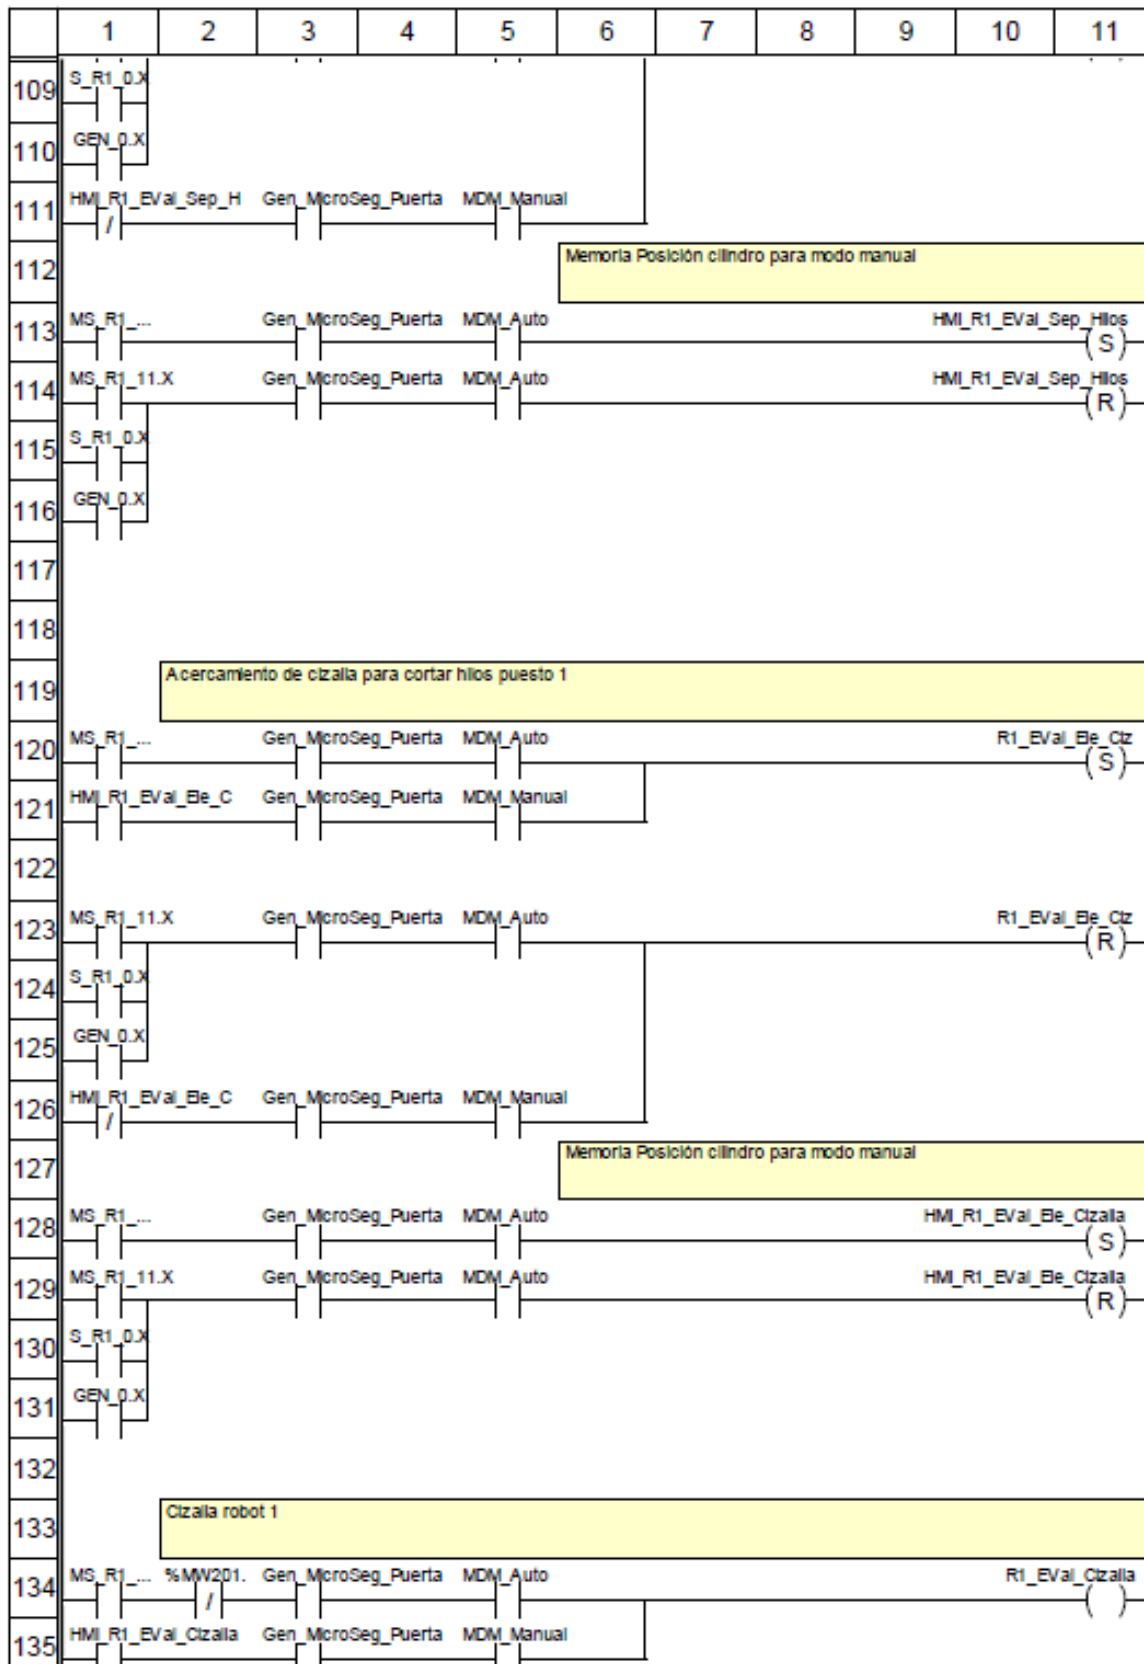 1 2 3 4 5 6 7 8 9 10 11
109 S_R1_0.X
110 GEN_0.X
111 HMI_R1_EVal_Sep_H Gen_MicroSeg_Puerta MDM_Manual
/
112 Memoria Posición cilindro para modo manual
113 MS_R1_... Gen_MicroSeg_Puerta MDM_Auto HMI_R1_EVal_Sep_Hilos
(S)
114 MS_R1_11.X Gen_MicroSeg_Puerta MDM_Auto HMI_R1_EVal_Sep_Hilos
(R)
115 S_R1_0.X
116 GEN_0.X
117
118
119 Acercamiento de cizalla para cortar hilos puesto 1
120 MS_R1_... Gen_MicroSeg_Puerta MDM_Auto R1_EVal_Ele_Ciz
(S)
121 HMI_R1_EVal_Ele_C Gen_MicroSeg_Puerta MDM_Manual
122
123 MS_R1_11.X Gen_MicroSeg_Puerta MDM_Auto R1_EVal_Ele_Ciz
(R)
124 S_R1_0.X
125 GEN_0.X
126 HMI_R1_EVal_Ele_C Gen_MicroSeg_Puerta MDM_Manual
/
127 Memoria Posición cilindro para modo manual
128 MS_R1_... Gen_MicroSeg_Puerta MDM_Auto HMI_R1_EVal_Ele_Cizalla
(S)
129 MS_R1_11.X Gen_MicroSeg_Puerta MDM_Auto HMI_R1_EVal_Ele_Cizalla
(R)
130 S_R1_0.X
131 GEN_0.X
132
133 Cizalla robot 1
134 MS_R1_... %MW201. Gen_MicroSeg_Puerta MDM_Auto R1_EVal_Cizalla
/ ( )
135 HMI_R1_EVal_Cizalla Gen_MicroSeg_Puerta MDM_Manual